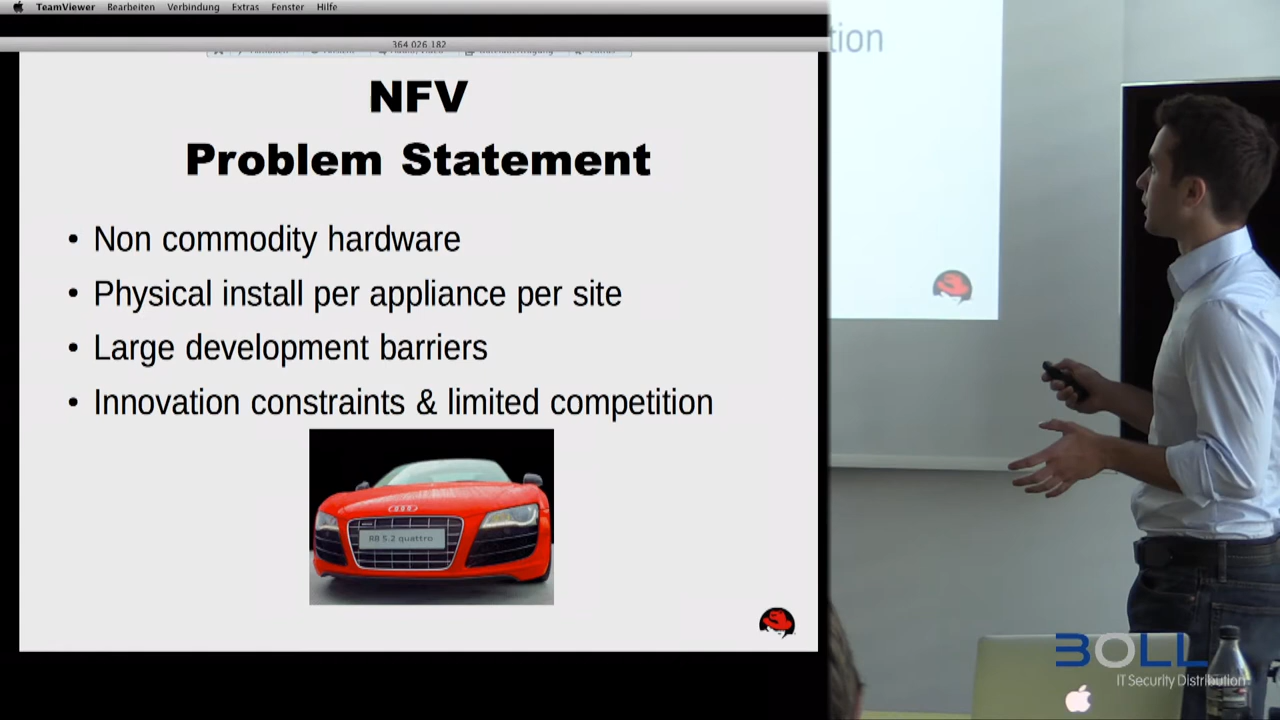 TeamViewer Bearbeiten Verbindung Extras Fenster Hilfe
364 026 182
tion
NFV
Problem Statement
• Non commodity hardware
• Physical install per appliance per site
• Large development barriers
• Innovation constraints & limited competition
R8 5.2 quattro
BOLL
IT Security Distribution